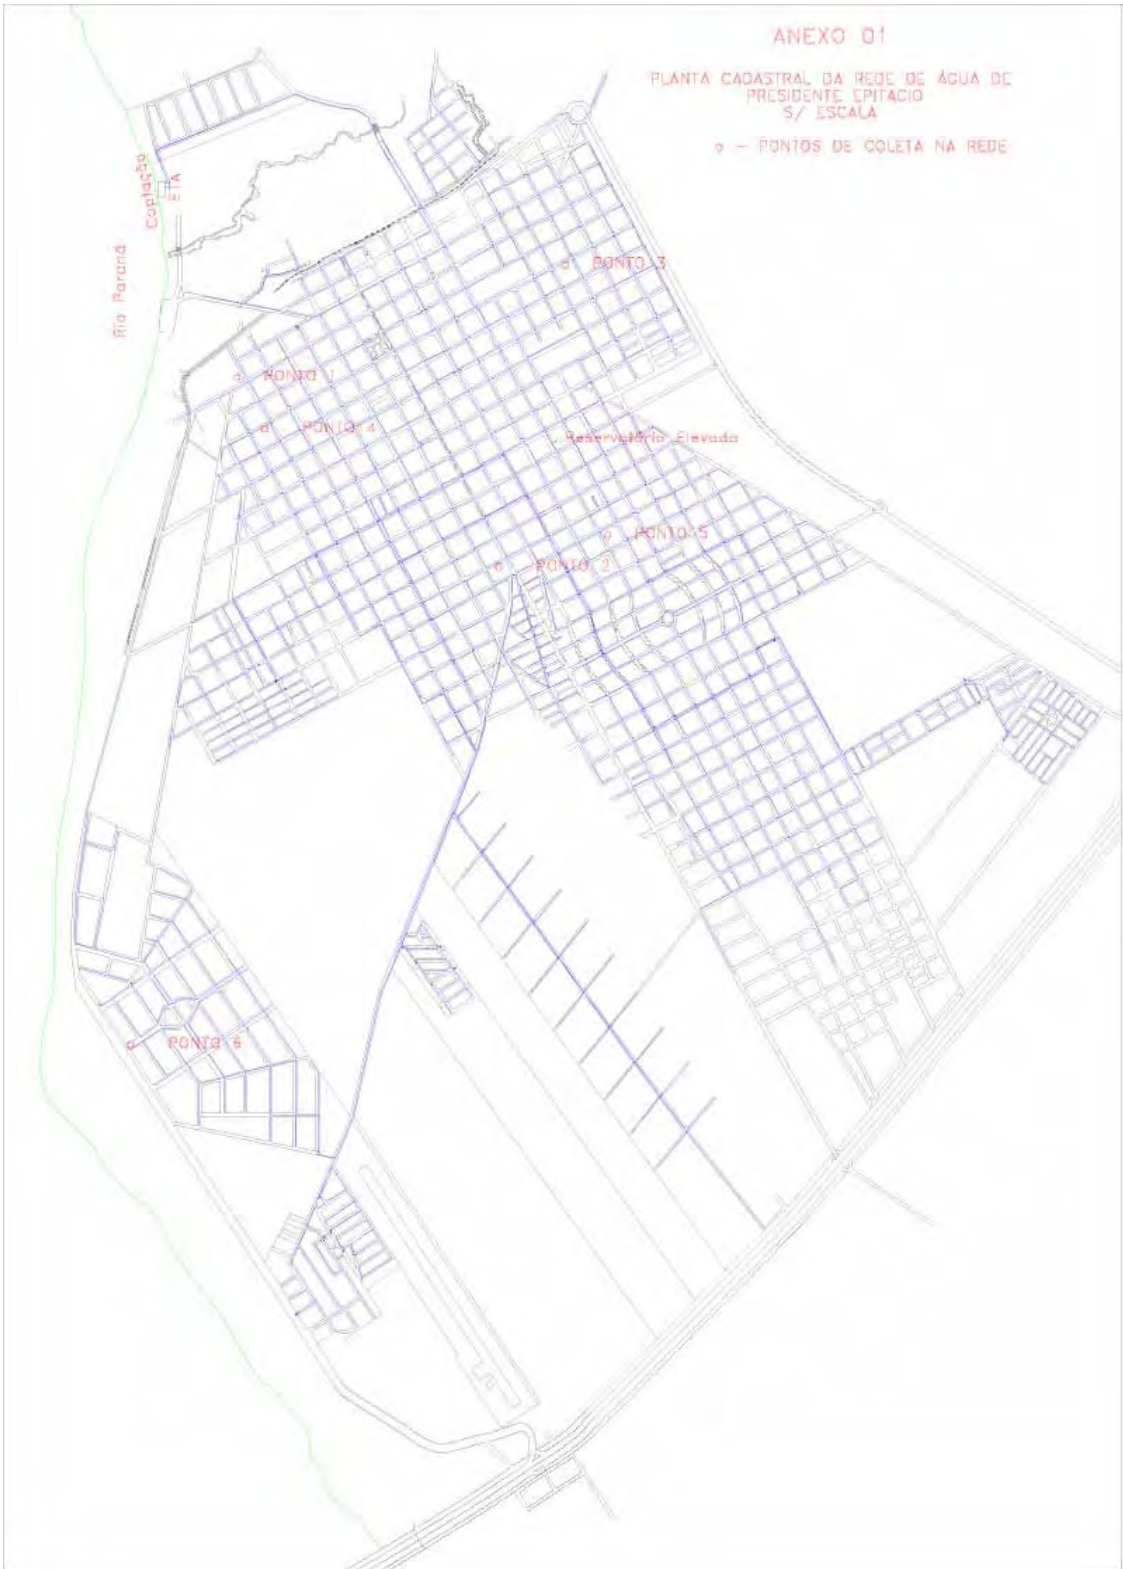 ANEXO 01
PLANTA CADASTRAL DA REDE DE ÁGUA DE
PRESIDENTE EPITACIO
S/ ESCALA
o - PONTOS DE COLETA NA REDE
Captação
ETA
Rio Paraná
PONTO 3
PONTO 1
PONTO 4
Reservatório Elevado
PONTO 5
PONTO 2
PONTO 6